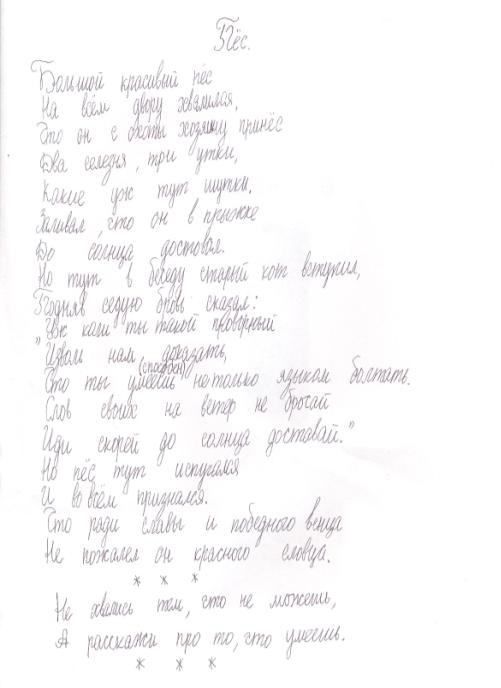 Пёс.
Большой красивый пёс
На всём двору хвалился,
Что он с охоты хозяину принёс
Два селезня, три утки,
Какие уж тут шутки.
Заливал, что он в прыжке
До солнца доставал.
Но тут в беседу старый кот вступил,
Подняв седую бровь сказал:
"Уж коли ты такой проворный
Изволь нам доказать,
(способен)
Что ты умеешь не только языком болтать.
Слов своих на ветер не бросай
Иди скорей до солнца доставай."
Но пёс тут испугался
И во всём признался.
Что ради славы и победного венца
Не пожалел он красного словца.
* * *
Не хвались тем, что не можешь,
А расскажи про то, что умеешь.
* * *